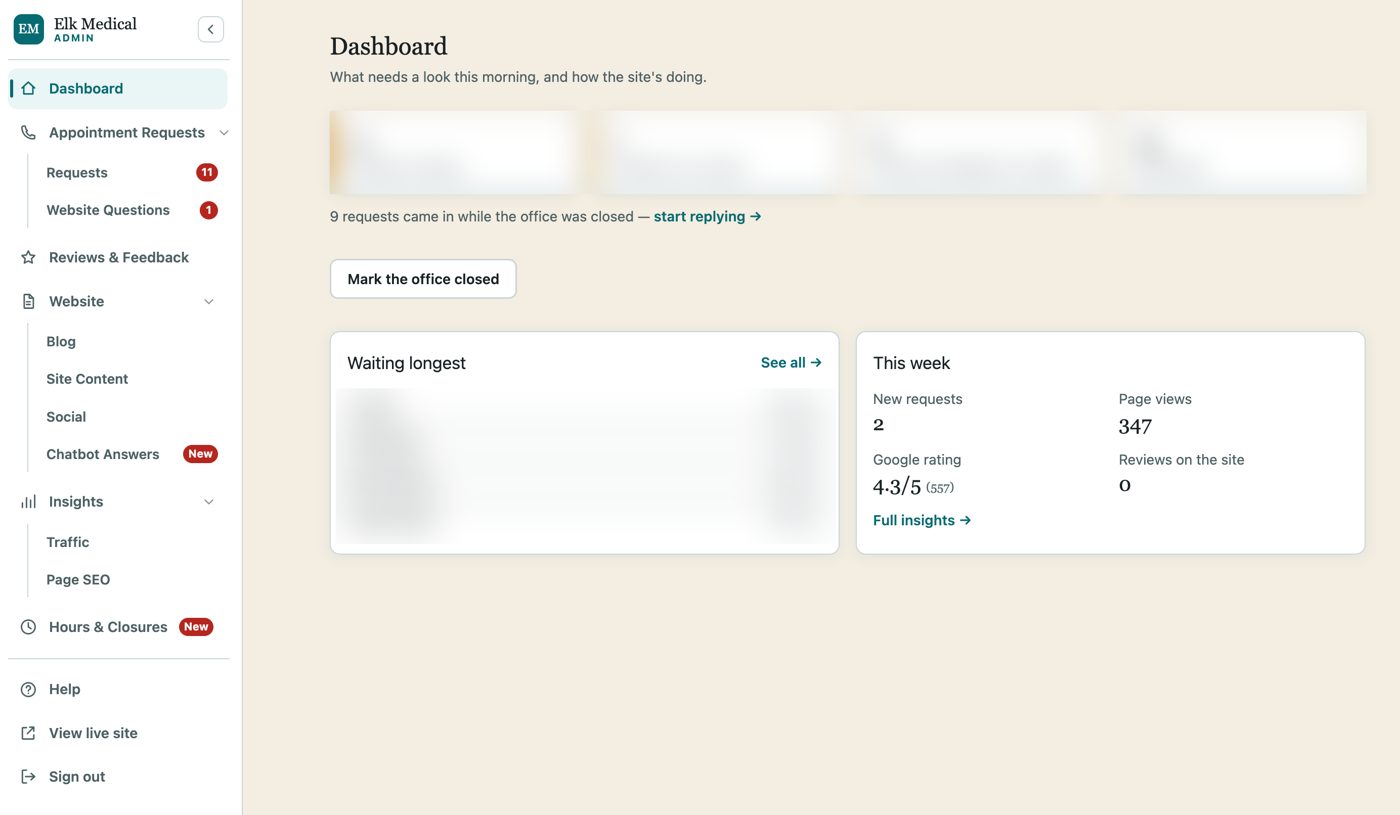 EM
Elk Medical
ADMIN
Dashboard
Appointment Requests
Requests 11
Website Questions 1
Reviews & Feedback
Website
Blog
Site Content
Social
Chatbot Answers New
Insights
Traffic
Page SEO
Hours & Closures New
Help
View live site
Sign out
Dashboard
What needs a look this morning, and how the site's doing.
9 requests came in while the office was closed — start replying →
Mark the office closed
Waiting longest See all →
This week
New requests Page views
2 347
Google rating Reviews on the site
4.3/5 (557) 0
Full insights →